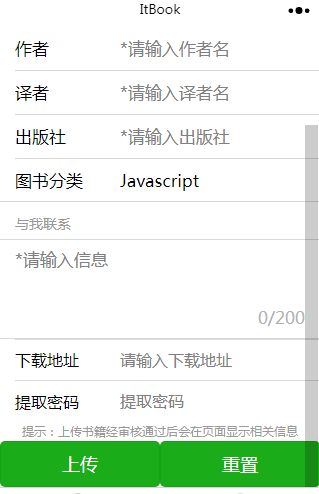 ItBook
作者 *请输入作者名
译者 *请输入译者名
出版社 *请输入出版社
图书分类 Javascript
与我联系
*请输入信息
0/200
下载地址 请输入下载地址
提取密码 提取密码
提示：上传书籍经审核通过后会在页面显示相关信息
上传 重置